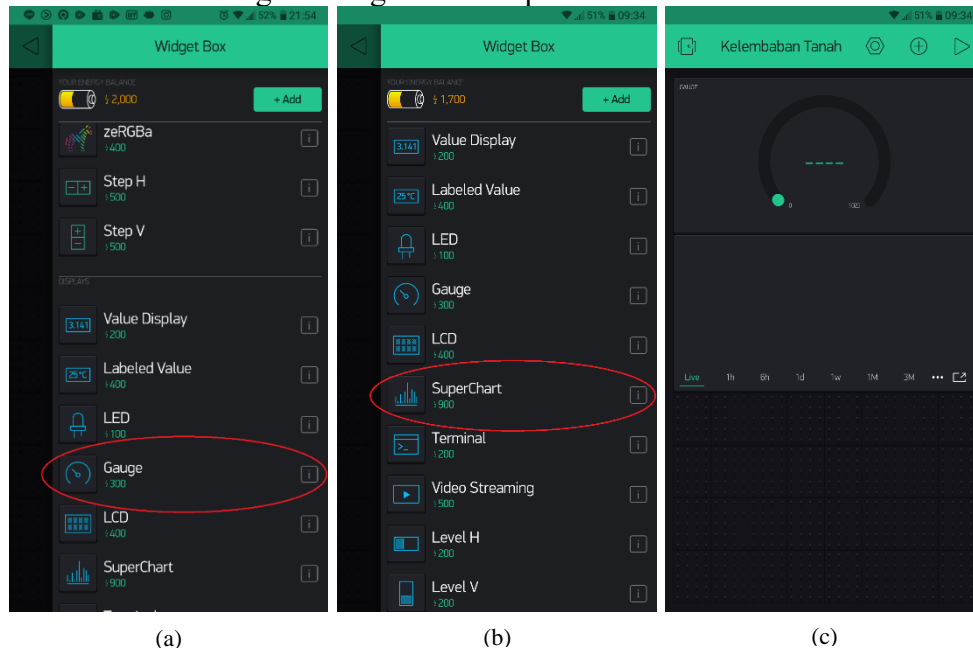 52% 21:54
Widget Box
YOUR ENERGY BALANCE
2,000
+ Add
zeRGBa
400
Step H
500
Step V
500
DISPLAYS
Value Display
200
Labeled Value
400
LED
100
Gauge
300
LCD
400
SuperChart
900
(a)
51% 09:34
Widget Box
YOUR ENERGY BALANCE
1,700
+ Add
Value Display
200
Labeled Value
400
LED
100
Gauge
300
LCD
400
SuperChart
900
Terminal
200
Video Streaming
500
Level H
200
Level V
200
(b)
51% 09:34
Kelembaban Tanah
GAUGE
----
0 1023
Live 1h 6h 1d 1w 1M 3M
(c)